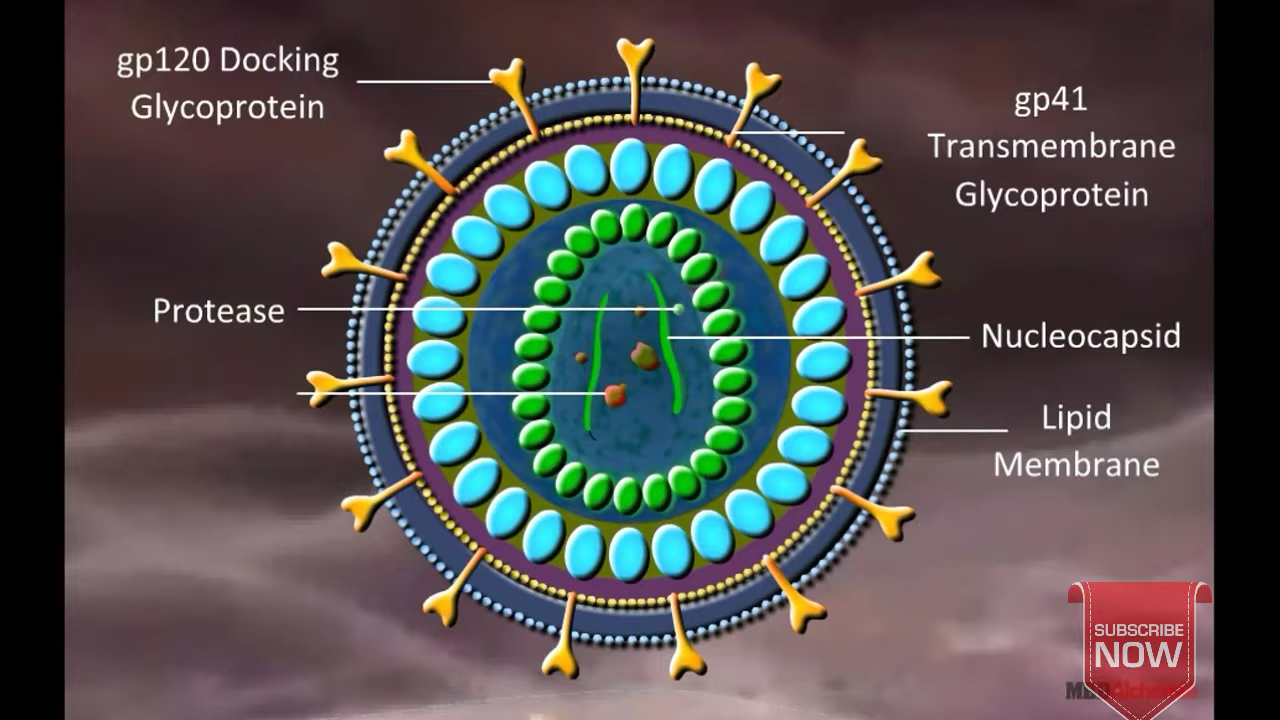 gp120 Docking
Glycoprotein
gp41
Transmembrane
Glycoprotein
Protease
Nucleocapsid
Lipid
Membrane
SUBSCRIBE
NOW